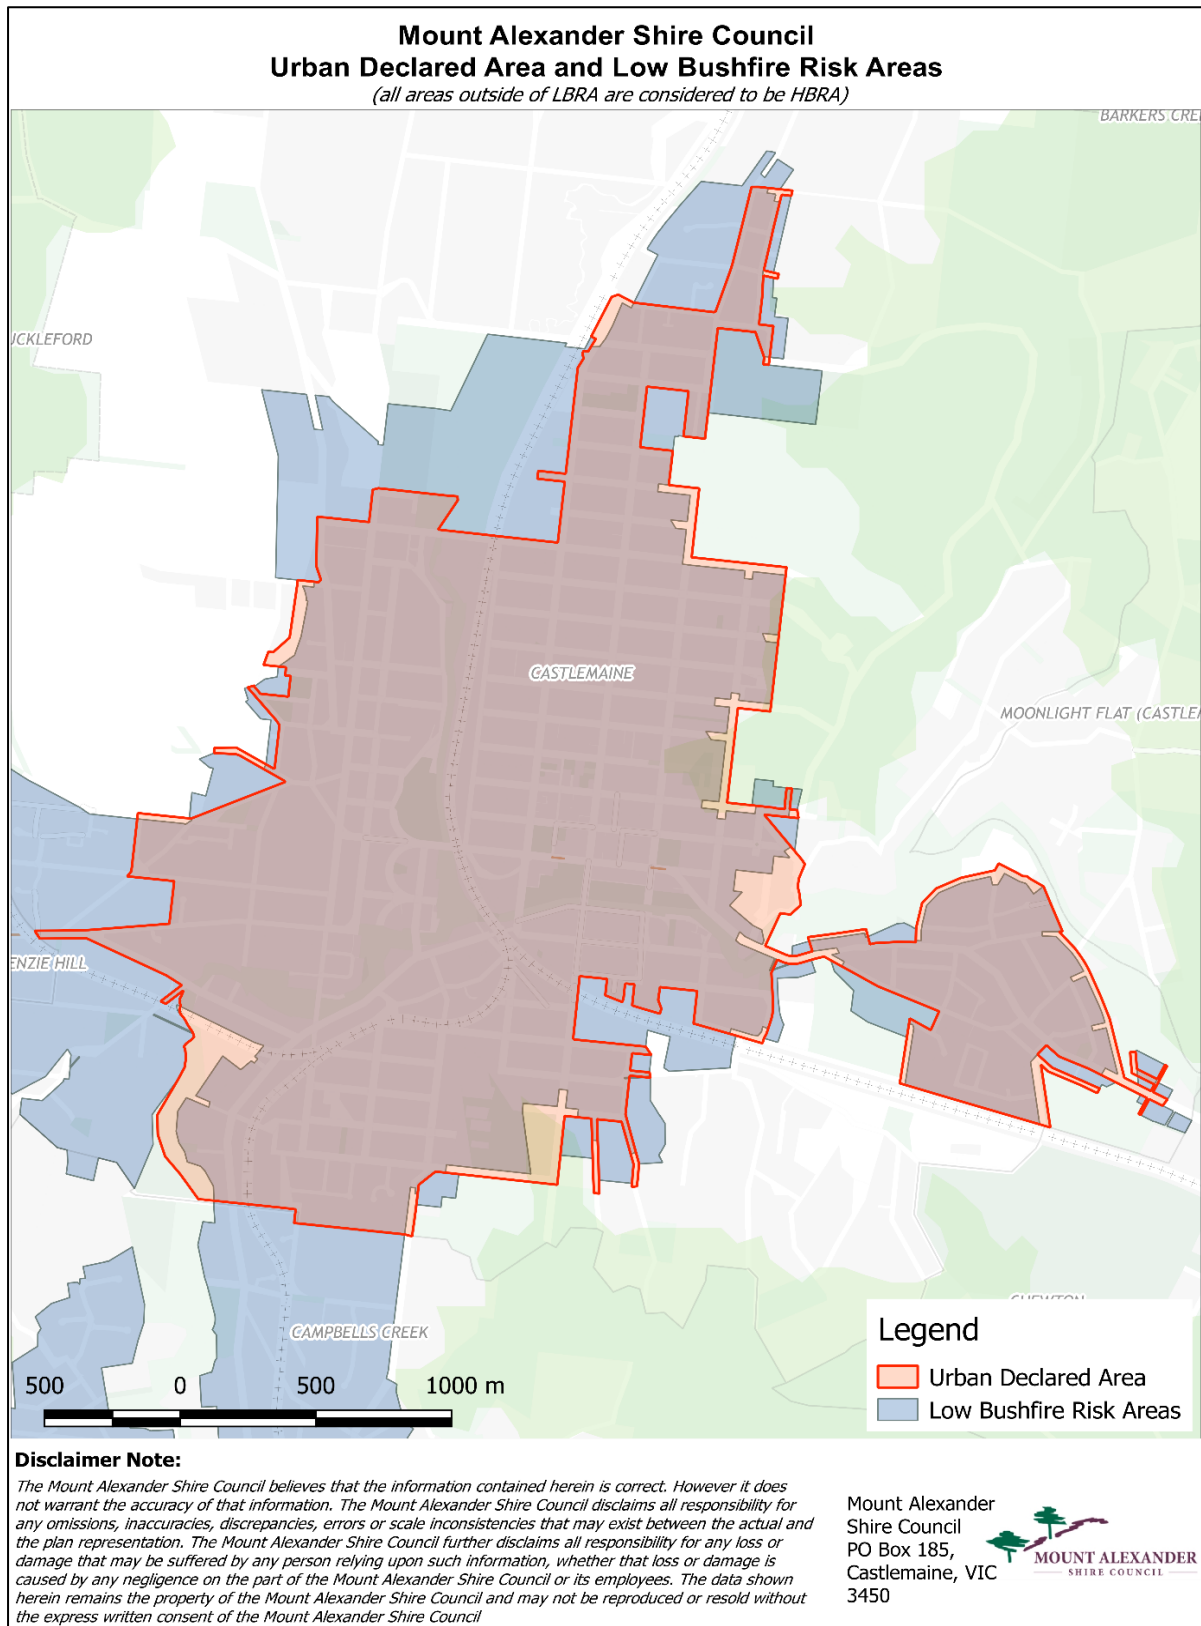 Mount Alexander Shire Council
Urban Declared Area and Low Bushfire Risk Areas
(all areas outside of LBRA are considered to be HBRA)
BARKERS CREE
UCKLEFORD
CASTLEMAINE
MOONLIGHT FLAT (CASTLEM
ENZIE HILL
CAMPBELLS CREEK
Legend
Urban Declared Area
Low Bushfire Risk Areas
500 0 500 1000 m
Disclaimer Note:
The Mount Alexander Shire Council believes that the information contained herein is correct. However it does
not warrant the accuracy of that information. The Mount Alexander Shire Council disclaims all responsibility for
any omissions, inaccuracies, discrepancies, errors or scale inconsistencies that may exist between the actual and
the plan representation. The Mount Alexander Shire Council further disclaims all responsibility for any loss or
damage that may be suffered by any person relying upon such information, whether that loss or damage is
caused by any negligence on the part of the Mount Alexander Shire Council or its employees. The data shown
herein remains the property of the Mount Alexander Shire Council and may not be reproduced or resold without
the express written consent of the Mount Alexander Shire Council
Mount Alexander
Shire Council
PO Box 185,
Castlemaine, VIC
3450
MOUNT ALEXANDER
SHIRE COUNCIL